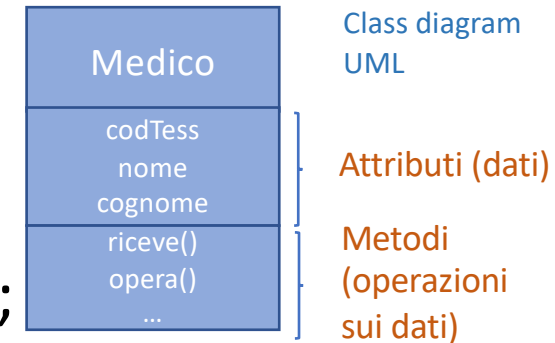 Medico
codTess
nome
cognome
riceve()
opera()
...
;
Class diagram
UML
Attributi (dati)
Metodi
(operazioni
sui dati)